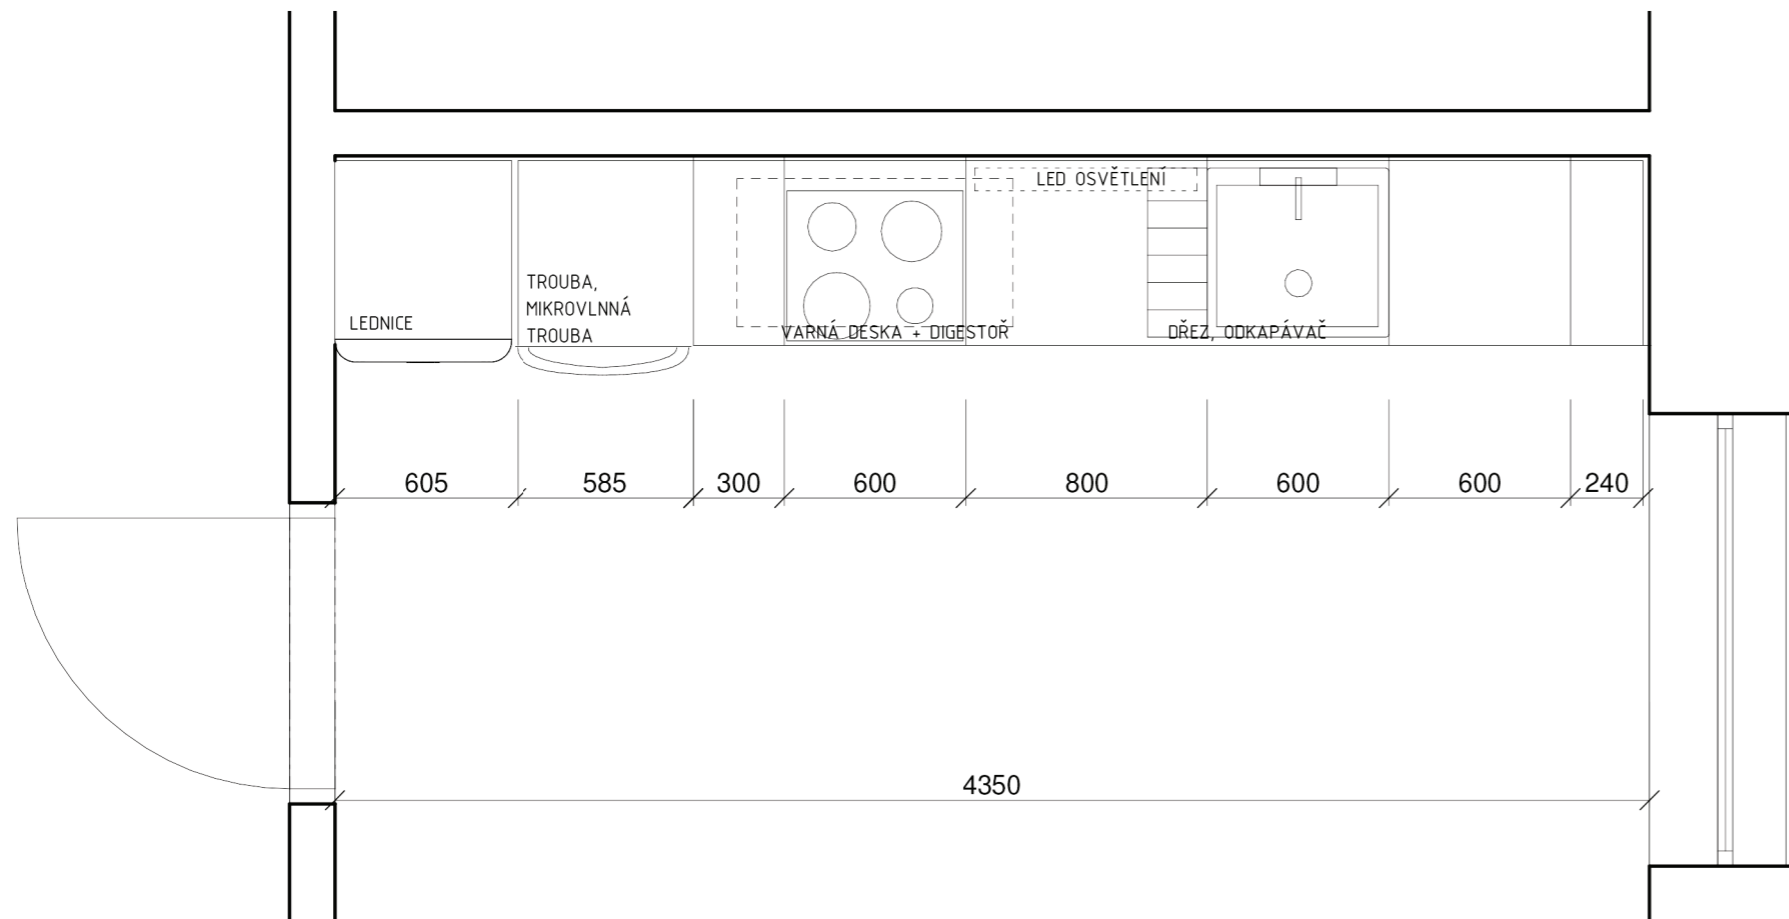 LED OSVĚTLENÍ
TROUBA,
MIKROVLNNÁ
TROUBA
LEDNICE
VARNÁ DESKA + DIGESTOŘ
DŘEZ, ODKAPÁVAČ
605 585 300 600 800 600 600 240
4350